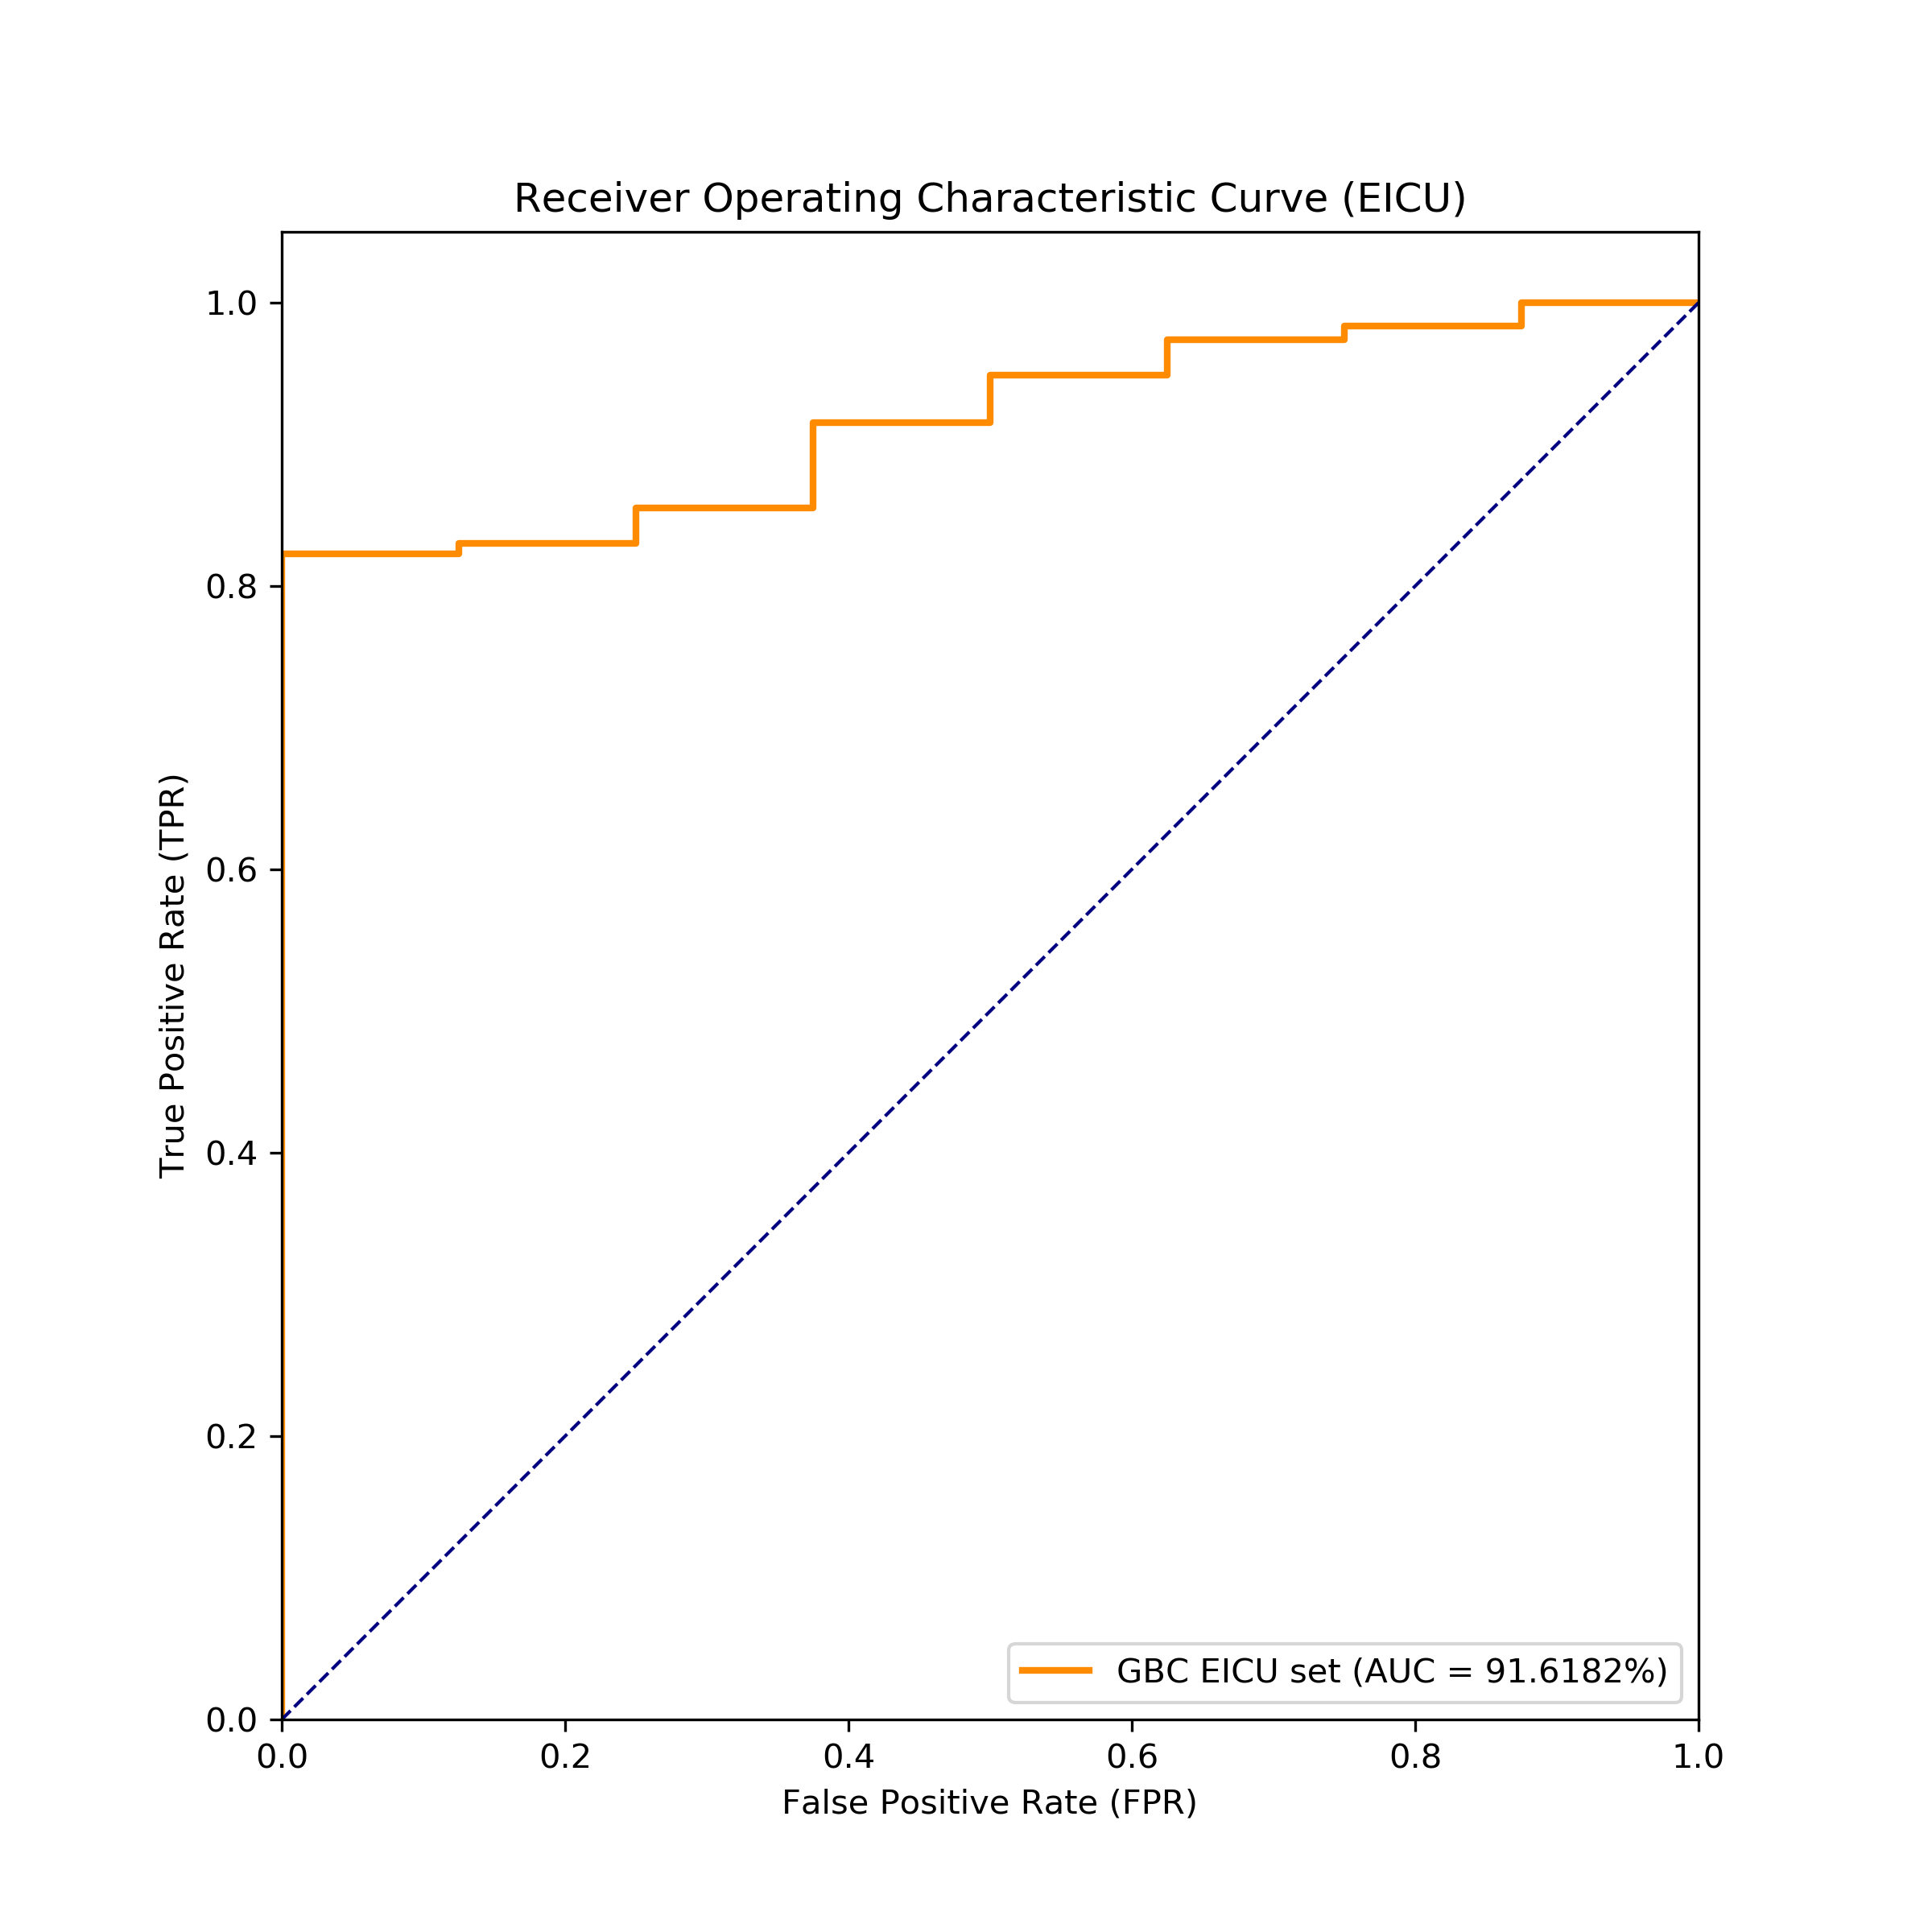 Receiver Operating Characteristic Curve (EICU)
1.0
0.8
0.6
0.4
0.2
0.0
True Positive Rate (TPR)
GBC EICU set (AUC = 91.6182%)
0.0 0.2 0.4 0.6 0.8 1.0
False Positive Rate (FPR)